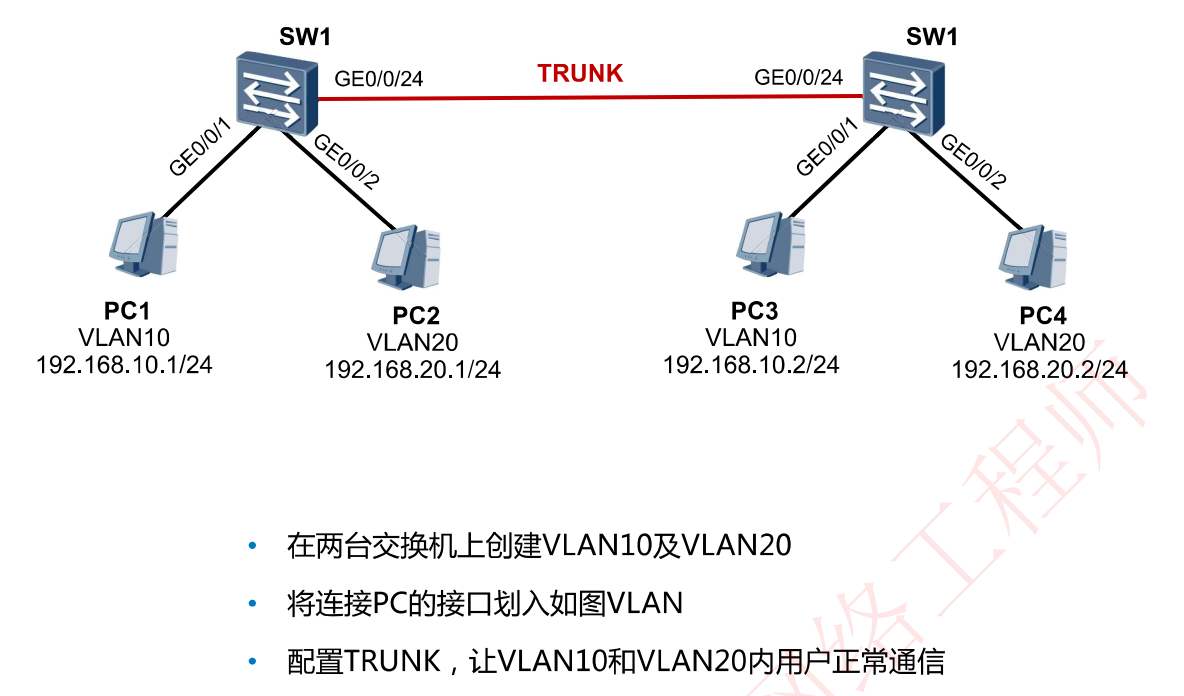 SW1
SW1
GE0/0/24
TRUNK
GE0/0/24
GE0/0/1
GE0/0/2
GE0/0/1
GE0/0/2
PC1
VLAN10
192.168.10.1/24
PC2
VLAN20
192.168.20.1/24
PC3
VLAN10
192.168.10.2/24
PC4
VLAN20
192.168.20.2/24
• 在两台交换机上创建VLAN10及VLAN20
• 将连接PC的接口划入如图VLAN
• 配置TRUNK，让VLAN10和VLAN20内用户正常通信
网络工程师